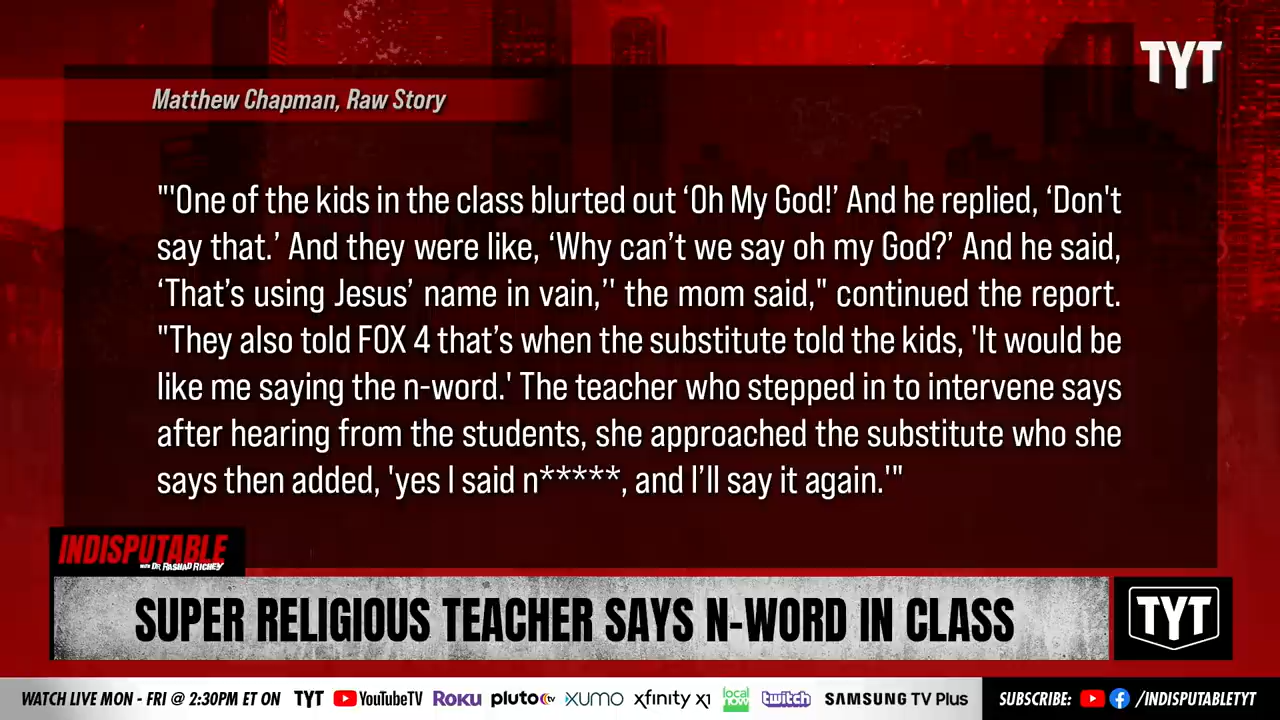 TYT
Matthew Chapman, Raw Story
"'One of the kids in the class blurted out ‘Oh My God!’ And he replied, ‘Don't
say that.’ And they were like, ‘Why can’t we say oh my God?’ And he said,
‘That’s using Jesus’ name in vain,’' the mom said," continued the report.
"They also told FOX 4 that’s when the substitute told the kids, 'It would be
like me saying the n-word.' The teacher who stepped in to intervene says
after hearing from the students, she approached the substitute who she
says then added, 'yes I said n*****, and I’ll say it again.'"
INDISPUTABLE
WITH DR. RASHAD RICHEY
SUPER RELIGIOUS TEACHER SAYS N-WORD IN CLASS
TYT
WATCH LIVE MON - FRI @ 2:30PM ET ON TYT YouTubeTV ROKU pluto tv XUMO xfinity x1 local now twitch SAMSUNG TV Plus SUBSCRIBE: /INDISPUTABLETYT